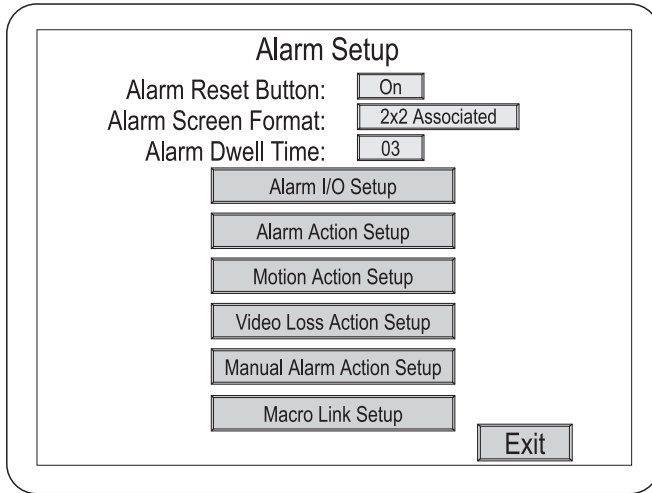 Alarm Setup
Alarm Reset Button: On
Alarm Screen Format: 2x2 Associated
Alarm Dwell Time: 03
Alarm I/O Setup
Alarm Action Setup
Motion Action Setup
Video Loss Action Setup
Manual Alarm Action Setup
Macro Link Setup
Exit